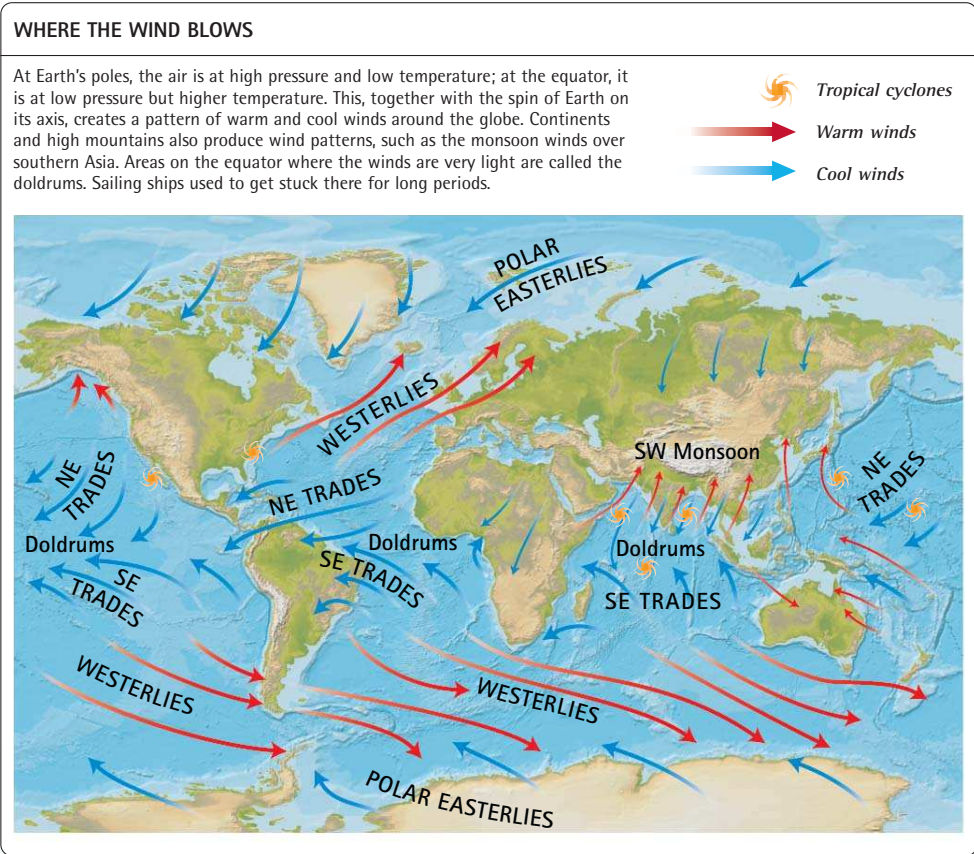 WHERE THE WIND BLOWS
At Earth's poles, the air is at high pressure and low temperature; at the equator, it
is at low pressure but higher temperature. This, together with the spin of Earth on
its axis, creates a pattern of warm and cool winds around the globe. Continents
and high mountains also produce wind patterns, such as the monsoon winds over
southern Asia. Areas on the equator where the winds are very light are called the
doldrums. Sailing ships used to get stuck there for long periods.
Tropical cyclones
Warm winds
Cool winds
POLAR
EASTERLIES
WESTERLIES
SW Monsoon
NE
TRADES
NE TRADES
NE
TRADES
Doldrums
Doldrums
Doldrums
SE
TRADES
SE TRADES
SE TRADES
WESTERLIES
WESTERLIES
POLAR EASTERLIES